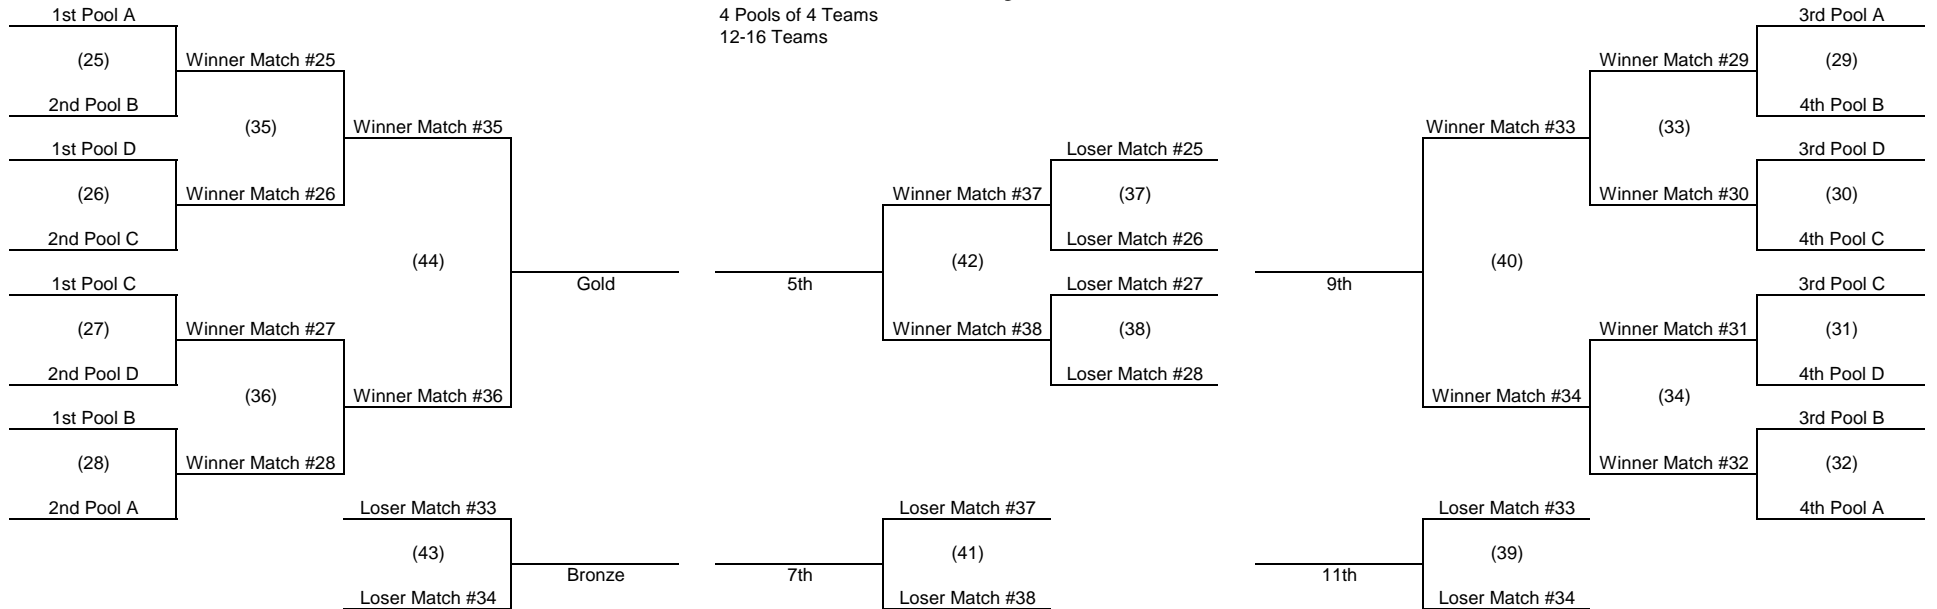 4 Pools of 4 Teams
12-16 Teams
1st Pool A
(25)
2nd Pool B
1st Pool D
(26)
2nd Pool C
1st Pool C
(27)
2nd Pool D
1st Pool B
(28)
2nd Pool A
Winner Match #25
(35)
Winner Match #26
Winner Match #27
(36)
Winner Match #28
Winner Match #35
(44)
Winner Match #36
Gold
Loser Match #33
(43)
Loser Match #34
Bronze
5th
Winner Match #37
(42)
Winner Match #38
Loser Match #25
(37)
Loser Match #26
Loser Match #27
(38)
Loser Match #28
7th
Loser Match #37
(41)
Loser Match #38
9th
Winner Match #33
(40)
Winner Match #34
Winner Match #29
(33)
Winner Match #30
Winner Match #31
(34)
Winner Match #32
3rd Pool A
(29)
4th Pool B
3rd Pool D
(30)
4th Pool C
3rd Pool C
(31)
4th Pool D
3rd Pool B
(32)
4th Pool A
11th
Loser Match #33
(39)
Loser Match #34